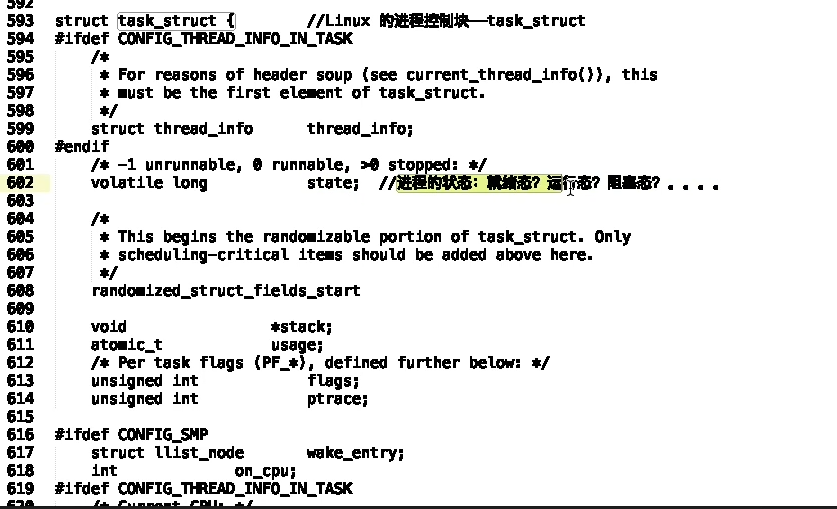 592
593 struct task_struct { //Linux 的进程控制块——task_struct
594 #ifdef CONFIG_THREAD_INFO_IN_TASK
595 /*
596 * For reasons of header soup (see current_thread_info()), this
597 * must be the first element of task_struct.
598 */
599 struct thread_info thread_info;
600 #endif
601 /* -1 unrunnable, 0 runnable, >0 stopped: */
602 volatile long state; //进程的状态：就绪态？运行态？阻塞态？....
603
604 /*
605 * This begins the randomizable portion of task_struct. Only
606 * scheduling-critical items should be added above here.
607 */
608 randomized_struct_fields_start
609
610 void *stack;
611 atomic_t usage;
612 /* Per task flags (PF_*), defined further below: */
613 unsigned int flags;
614 unsigned int ptrace;
615
616 #ifdef CONFIG_SMP
617 struct llist_node wake_entry;
618 int on_cpu;
619 #ifdef CONFIG_THREAD_INFO_IN_TASK
620 /* Current CPU: */